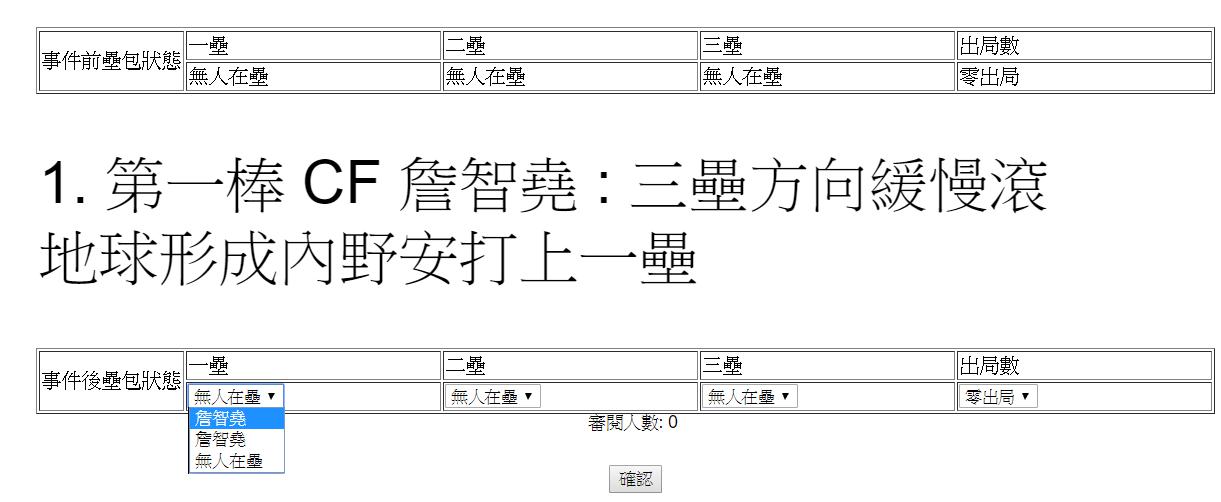 事件前壘包狀態 一壘 二壘 三壘 出局數
無人在壘 無人在壘 無人在壘 零出局
1. 第一棒 CF 詹智堯 : 三壘方向緩慢滾
地球形成內野安打上一壘
事件後壘包狀態 一壘 二壘 三壘 出局數
無人在壘 無人在壘 無人在壘 零出局
詹智堯
詹智堯
無人在壘
審閱人數: 0
確認